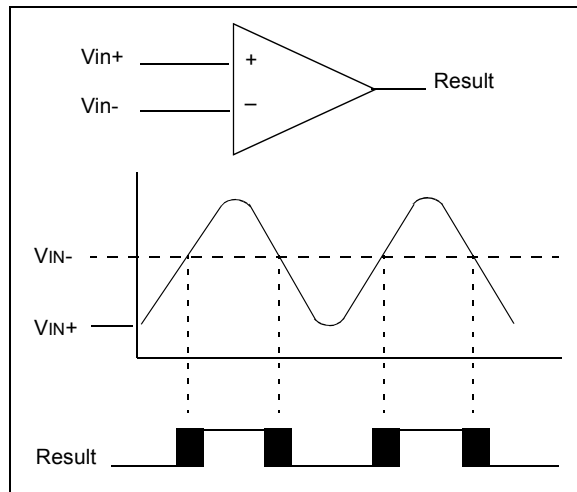 Vin+
+
Result
Vin-
–
VIN-
VIN+
Result